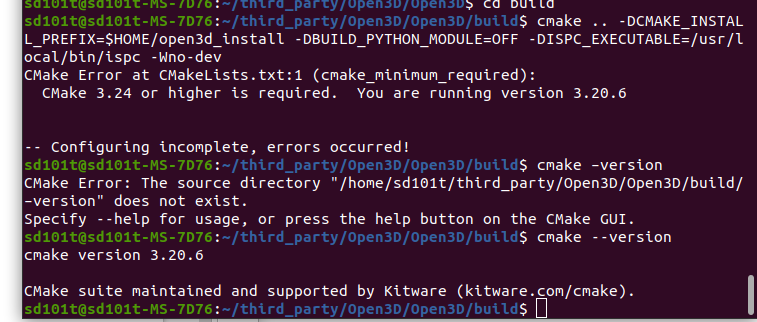 sd101t@sd101t-MS-7D76:~/third_party/Open3D/Open3D$ cd build
sd101t@sd101t-MS-7D76:~/third_party/Open3D/Open3D/build$ cmake .. -DCMAKE_INSTAL
L_PREFIX=$HOME/open3d_install -DBUILD_PYTHON_MODULE=OFF -DISPC_EXECUTABLE=/usr/l
ocal/bin/ispc -Wno-dev
CMake Error at CMakeLists.txt:1 (cmake_minimum_required):
  CMake 3.24 or higher is required.  You are running version 3.20.6
-- Configuring incomplete, errors occurred!
sd101t@sd101t-MS-7D76:~/third_party/Open3D/Open3D/build$ cmake –version
CMake Error: The source directory "/home/sd101t/third_party/Open3D/Open3D/build/
–version" does not exist.
Specify --help for usage, or press the help button on the CMake GUI.
sd101t@sd101t-MS-7D76:~/third_party/Open3D/Open3D/build$ cmake --version
cmake version 3.20.6
CMake suite maintained and supported by Kitware (kitware.com/cmake).
sd101t@sd101t-MS-7D76:~/third_party/Open3D/Open3D/build$